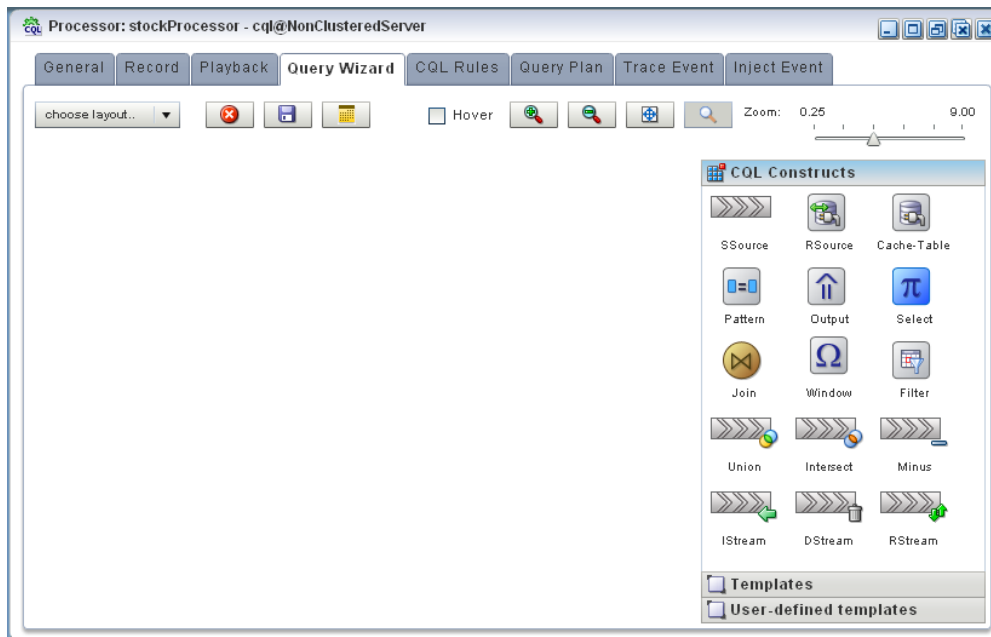 CQL Processor: stockProcessor - cql@NonClusteredServer
General Record Playback Query Wizard CQL Rules Query Plan Trace Event Inject Event
choose layout.. Hover Zoom: 0.25 9.00
CQL Constructs
SSource RSource Cache-Table
Pattern Output Select
Join Window Filter
Union Intersect Minus
IStream DStream RStream
Templates
User-defined templates